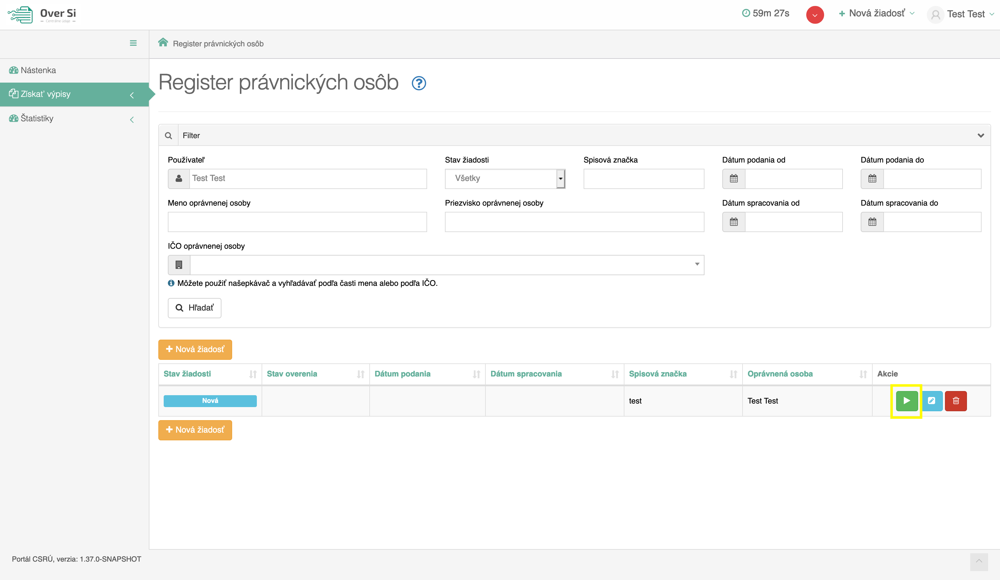 Over Si
Centrálne údaje
59m 27s
Nová žiadosť
Test Test
Register právnických osôb
Nástenka
Získať výpisy
Štatistiky
Register právnických osôb
Filter
Používateľ
Stav žiadosti
Spisová značka
Dátum podania od
Dátum podania do
Test Test
Všetky
Meno oprávnenej osoby
Priezvisko oprávnenej osoby
Dátum spracovania od
Dátum spracovania do
IČO oprávnenej osoby
Môžete použiť našepkávač a vyhľadávať podľa časti mena alebo podľa IČO.
Hľadať
Nová žiadosť
Stav žiadosti Stav overenia Dátum podania Dátum spracovania Spisová značka Oprávnená osoba Akcie
Nová test Test Test
Nová žiadosť
Portál CSRÚ, verzia: 1.37.0-SNAPSHOT